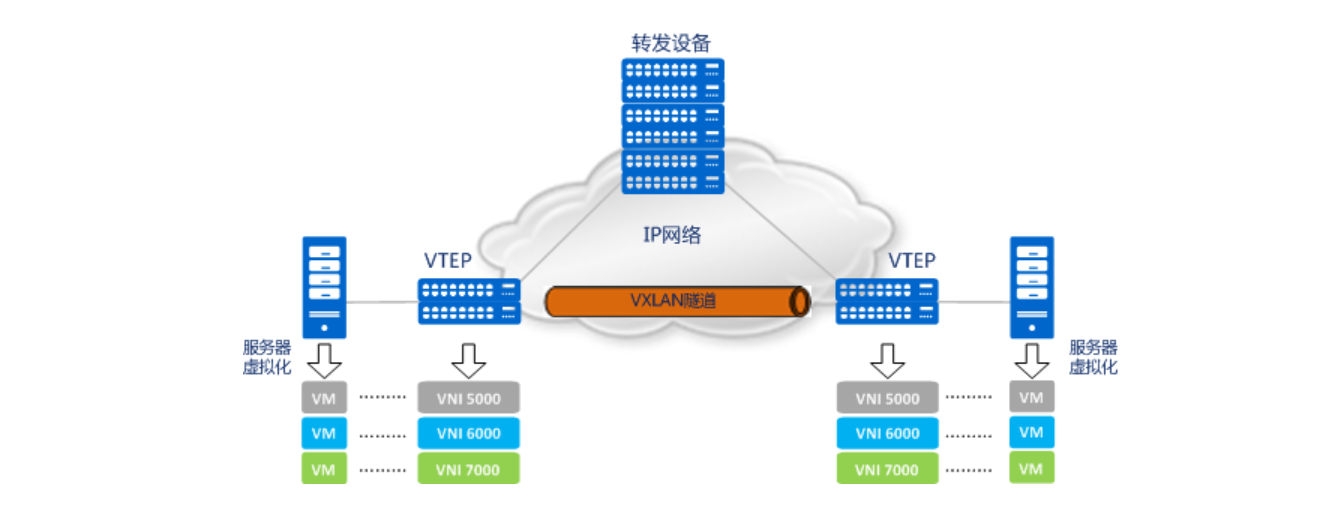 转发设备
IP网络
VTEP
VTEP
VXLAN隧道
服务器
虚拟化
服务器
虚拟化
VM ......... VNI 5000
VNI 5000 ......... VM
VM ......... VNI 6000
VNI 6000 ......... VM
VM ......... VNI 7000
VNI 7000 ......... VM